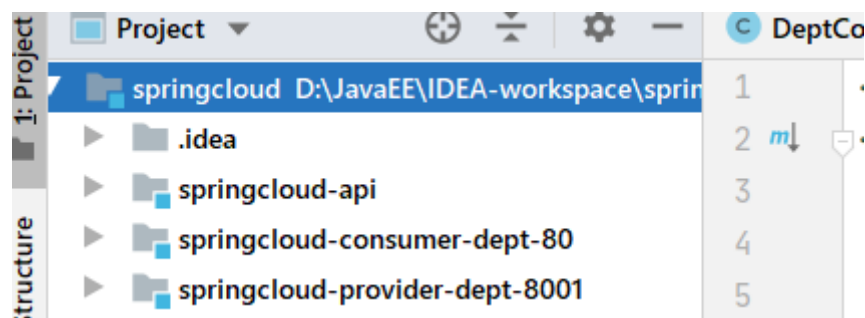 1: Project
Structure
Project
springcloud D:\JavaEE\IDEA-workspace\sprin
.idea
springcloud-api
springcloud-consumer-dept-80
springcloud-provider-dept-8001
C DeptCo
1
2 m
3
4
5